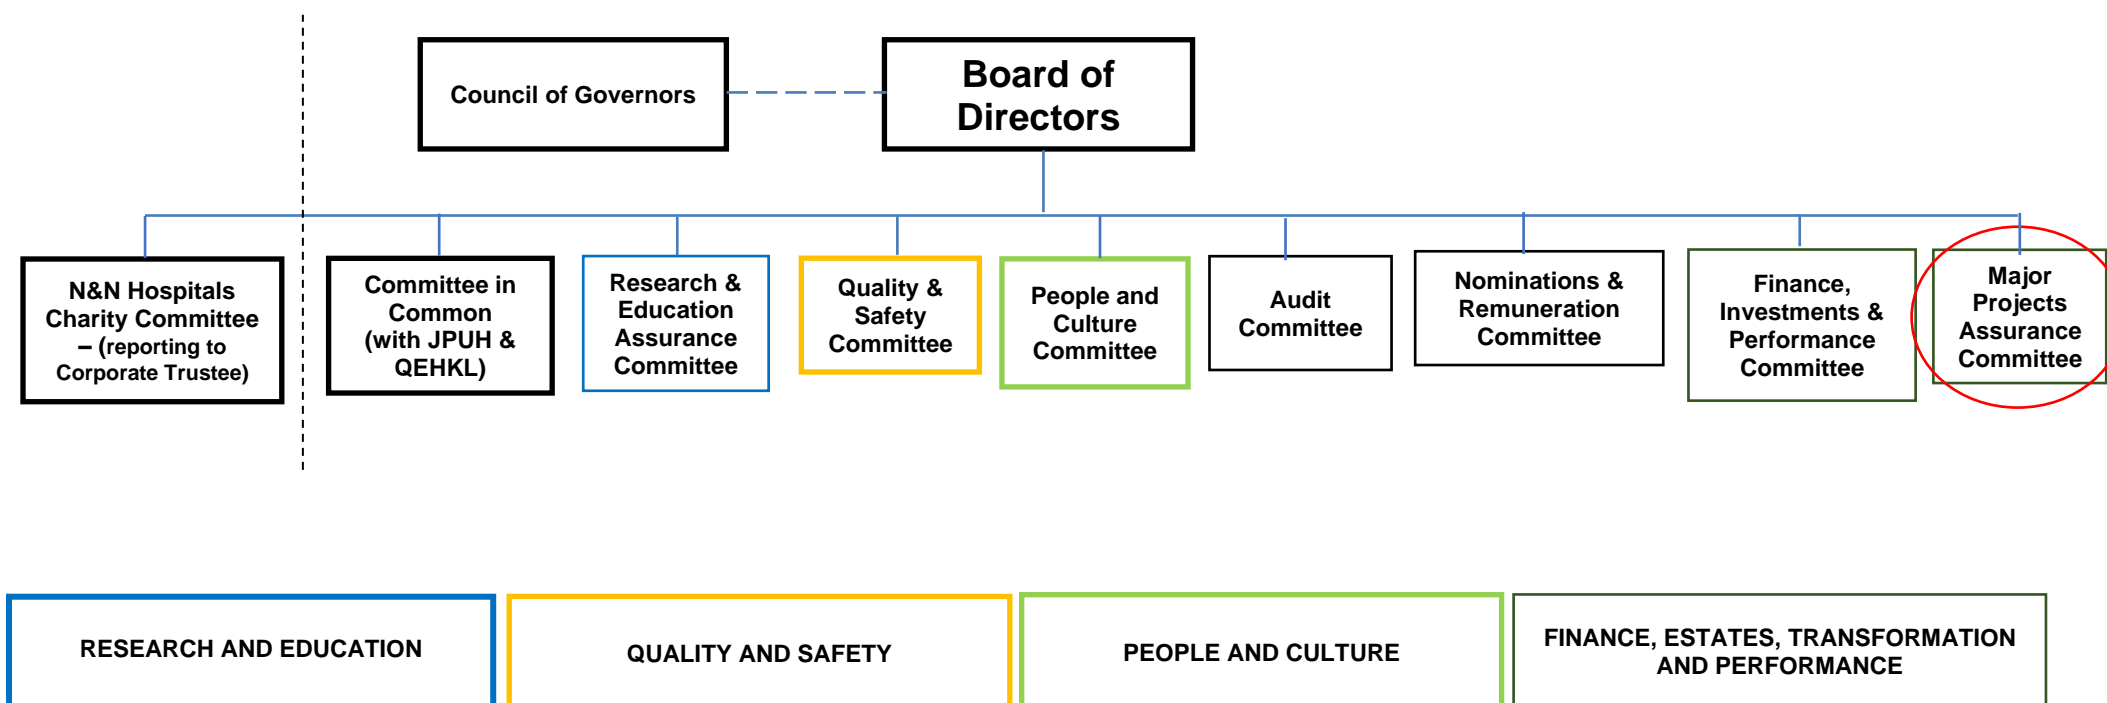 Council of Governors
Board of
Directors
N&N Hospitals
Charity Committee
– (reporting to
Corporate Trustee)
Committee in
Common
(with JPUH &
QEHKL)
Research &
Education
Assurance
Committee
Quality &
Safety
Committee
People and
Culture
Committee
Audit
Committee
Nominations &
Remuneration
Committee
Finance,
Investments &
Performance
Committee
Major
Projects
Assurance
Committee
RESEARCH AND EDUCATION
QUALITY AND SAFETY
PEOPLE AND CULTURE
FINANCE, ESTATES, TRANSFORMATION
AND PERFORMANCE